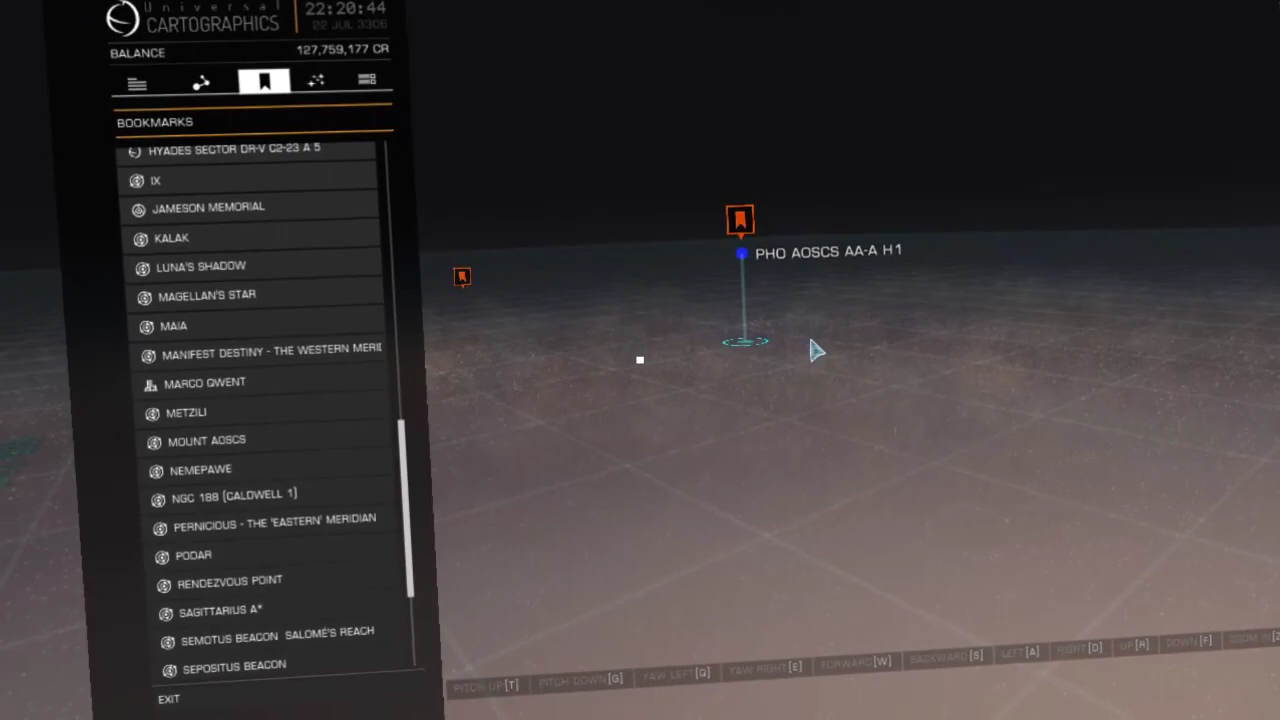 Universal
CARTOGRAPHICS
22:20:44
22 JUL 3306
BALANCE
127,759,177 CR
BOOKMARKS
HYADES SECTOR DR-V C2-23 A 5
IX
JAMESON MEMORIAL
KALAK
LUNA'S SHADOW
MAGELLAN'S STAR
MAIA
MANIFEST DESTINY - THE WESTERN MERID
MARCO QWENT
METZILI
MOUNT AOSCS
NEMEPAWE
NGC 188 (CALDWELL 1)
PERNICIOUS - THE 'EASTERN' MERIDIAN
PODAR
RENDEZVOUS POINT
SAGITTARIUS A*
SEMOTUS BEACON SALOMÉ'S REACH
SEPOSITUS BEACON
EXIT
PHO AOSCS AA-A H1
PITCH UP[T] PITCH DOWN[G] YAW LEFT[Q] YAW RIGHT[E] FORWARD[W] BACKWARD[S] LEFT[A] RIGHT[D] UP[R] DOWN[F] ZOOM IN[Z